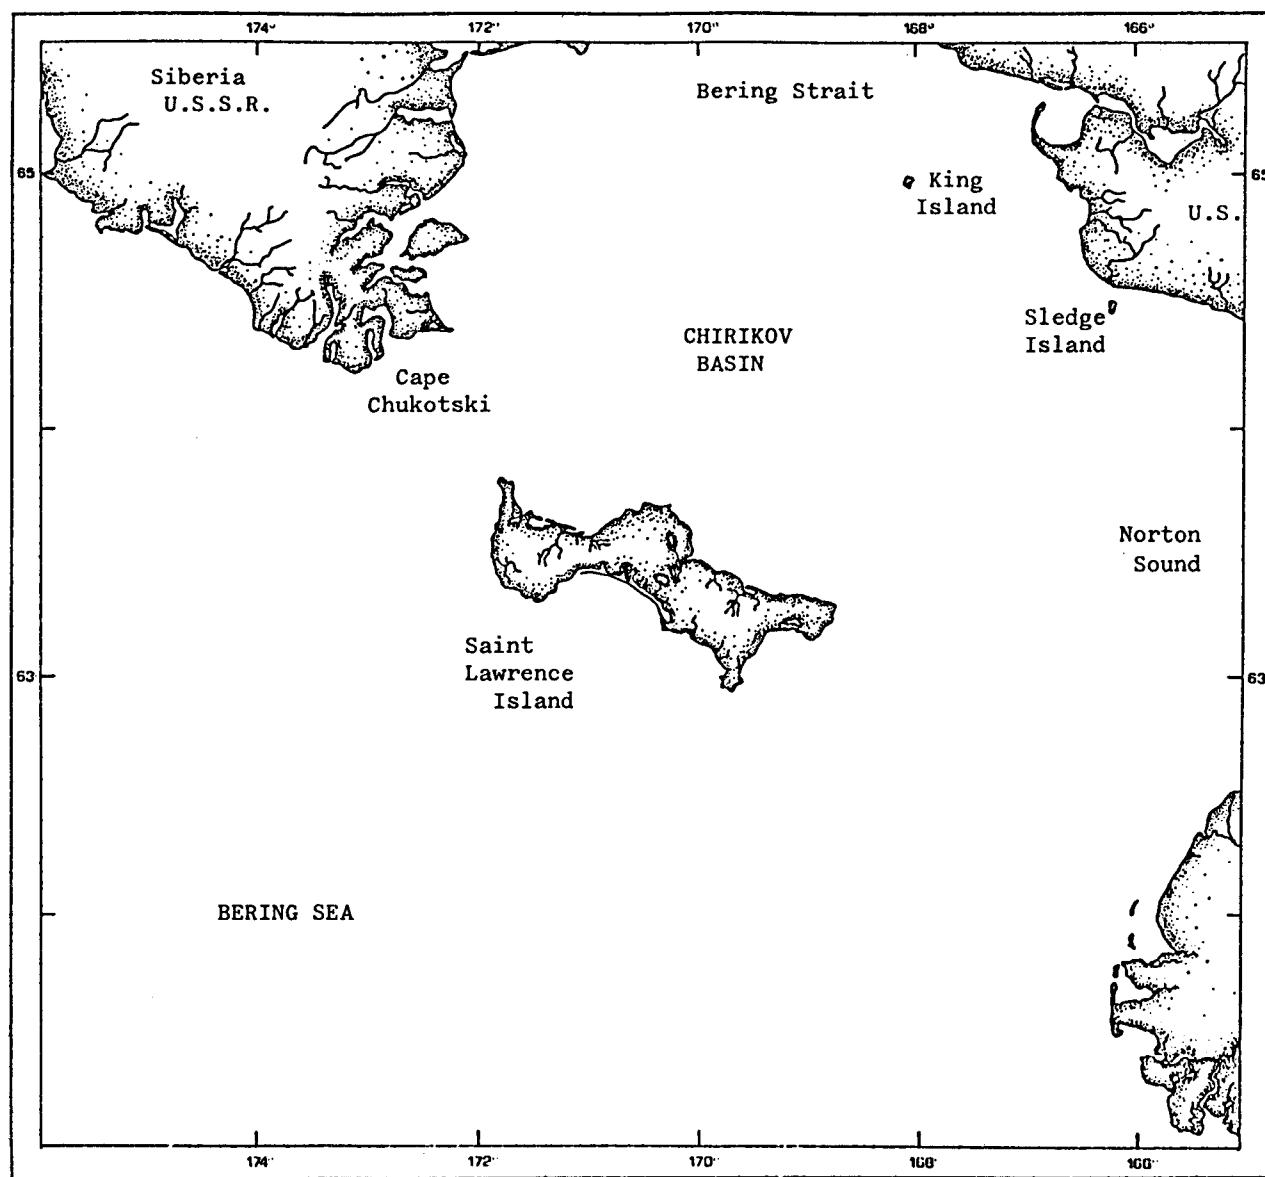 174° 172° 170° 168° 166°
Siberia
U.S.S.R.
Bering Strait
65
King
Island
65
U.S.
Sledge
Island
CHIRIKOV
BASIN
Cape
Chukotski
Norton
Sound
Saint
Lawrence
Island
63
63
BERING SEA
174° 172° 170° 168° 166°